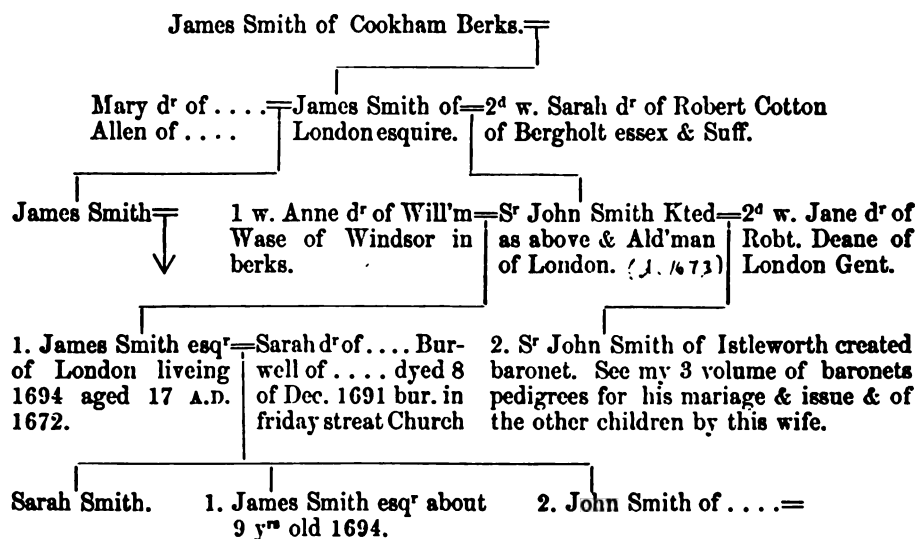 James Smith of Cookham Berks.=
Mary dʳ of . . . . =
Allen of . . . .
James Smith of =
London esquire.
2ᵈ w. Sarah dʳ of Robert Cotton
of Bergholt essex & Suff.
James Smith=
1 w. Anne dʳ of Will'm =
Wase of Windsor in
berks.
Sʳ John Smith Kted =
as above & Ald'man
of London. (d. 1673)
2ᵈ w. Jane dʳ of
Robt. Deane of
London Gent.
1. James Smith esqʳ =
of London liveing
1694 aged 17 A.D.
1672.
Sarah dʳ of . . . . Bur-
well of . . . . dyed 8
of Dec. 1691 bur. in
friday streat Church
2. Sʳ John Smith of Istleworth created
baronet. See my 3 volume of baronets
pedigrees for his mariage & issue & of
the other children by this wife.
Sarah Smith.
1. James Smith esqʳ about
9 yʳˢ old 1694.
2. John Smith of . . . . =